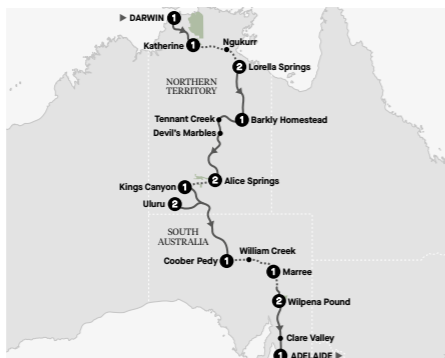 ▶ DARWIN 1
Katherine 1
Ngukurr
2 Lorella Springs
NORTHERN
TERRITORY
Tennant Creek
1 Barkly Homestead
Devil's Marbles
2 Alice Springs
Kings Canyon 1
Uluru 2
SOUTH
AUSTRALIA
William Creek
Coober Pedy 1
1 Marree
2 Wilpena Pound
Clare Valley
1 ADELAIDE ▶